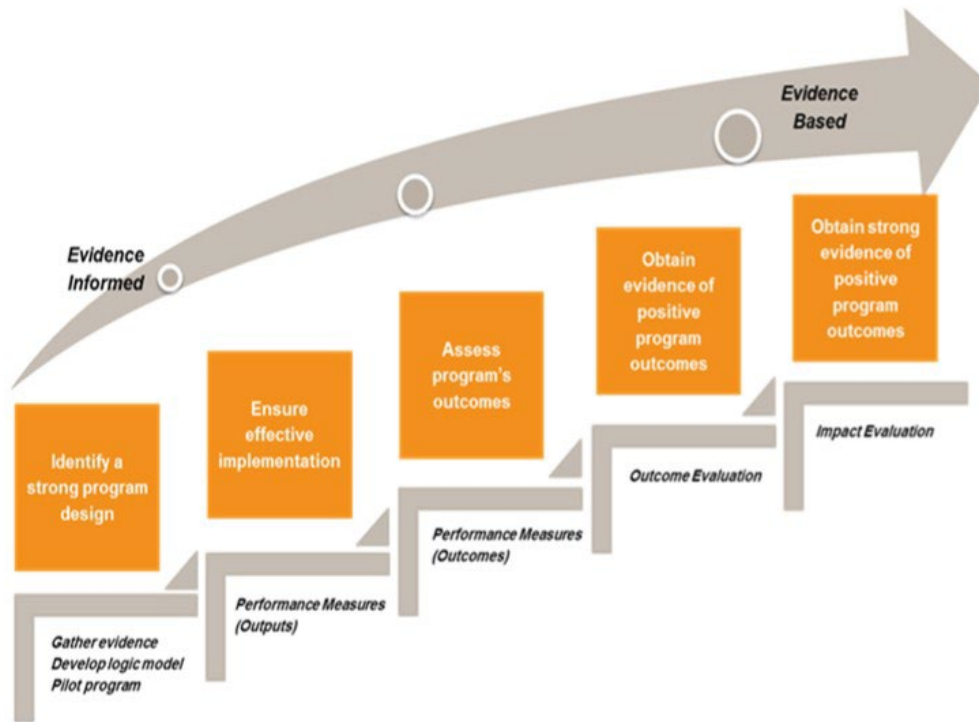 Evidence
Based
Evidence
Informed
Identify a
strong program
design
Ensure
effective
implementation
Assess
program's
outcomes
Obtain
evidence of
positive
program
outcomes
Obtain strong
evidence of
positive
program
outcomes
Gather evidence
Develop logic model
Pilot program
Performance Measures
(Outputs)
Performance Measures
(Outcomes)
Outcome Evaluation
Impact Evaluation